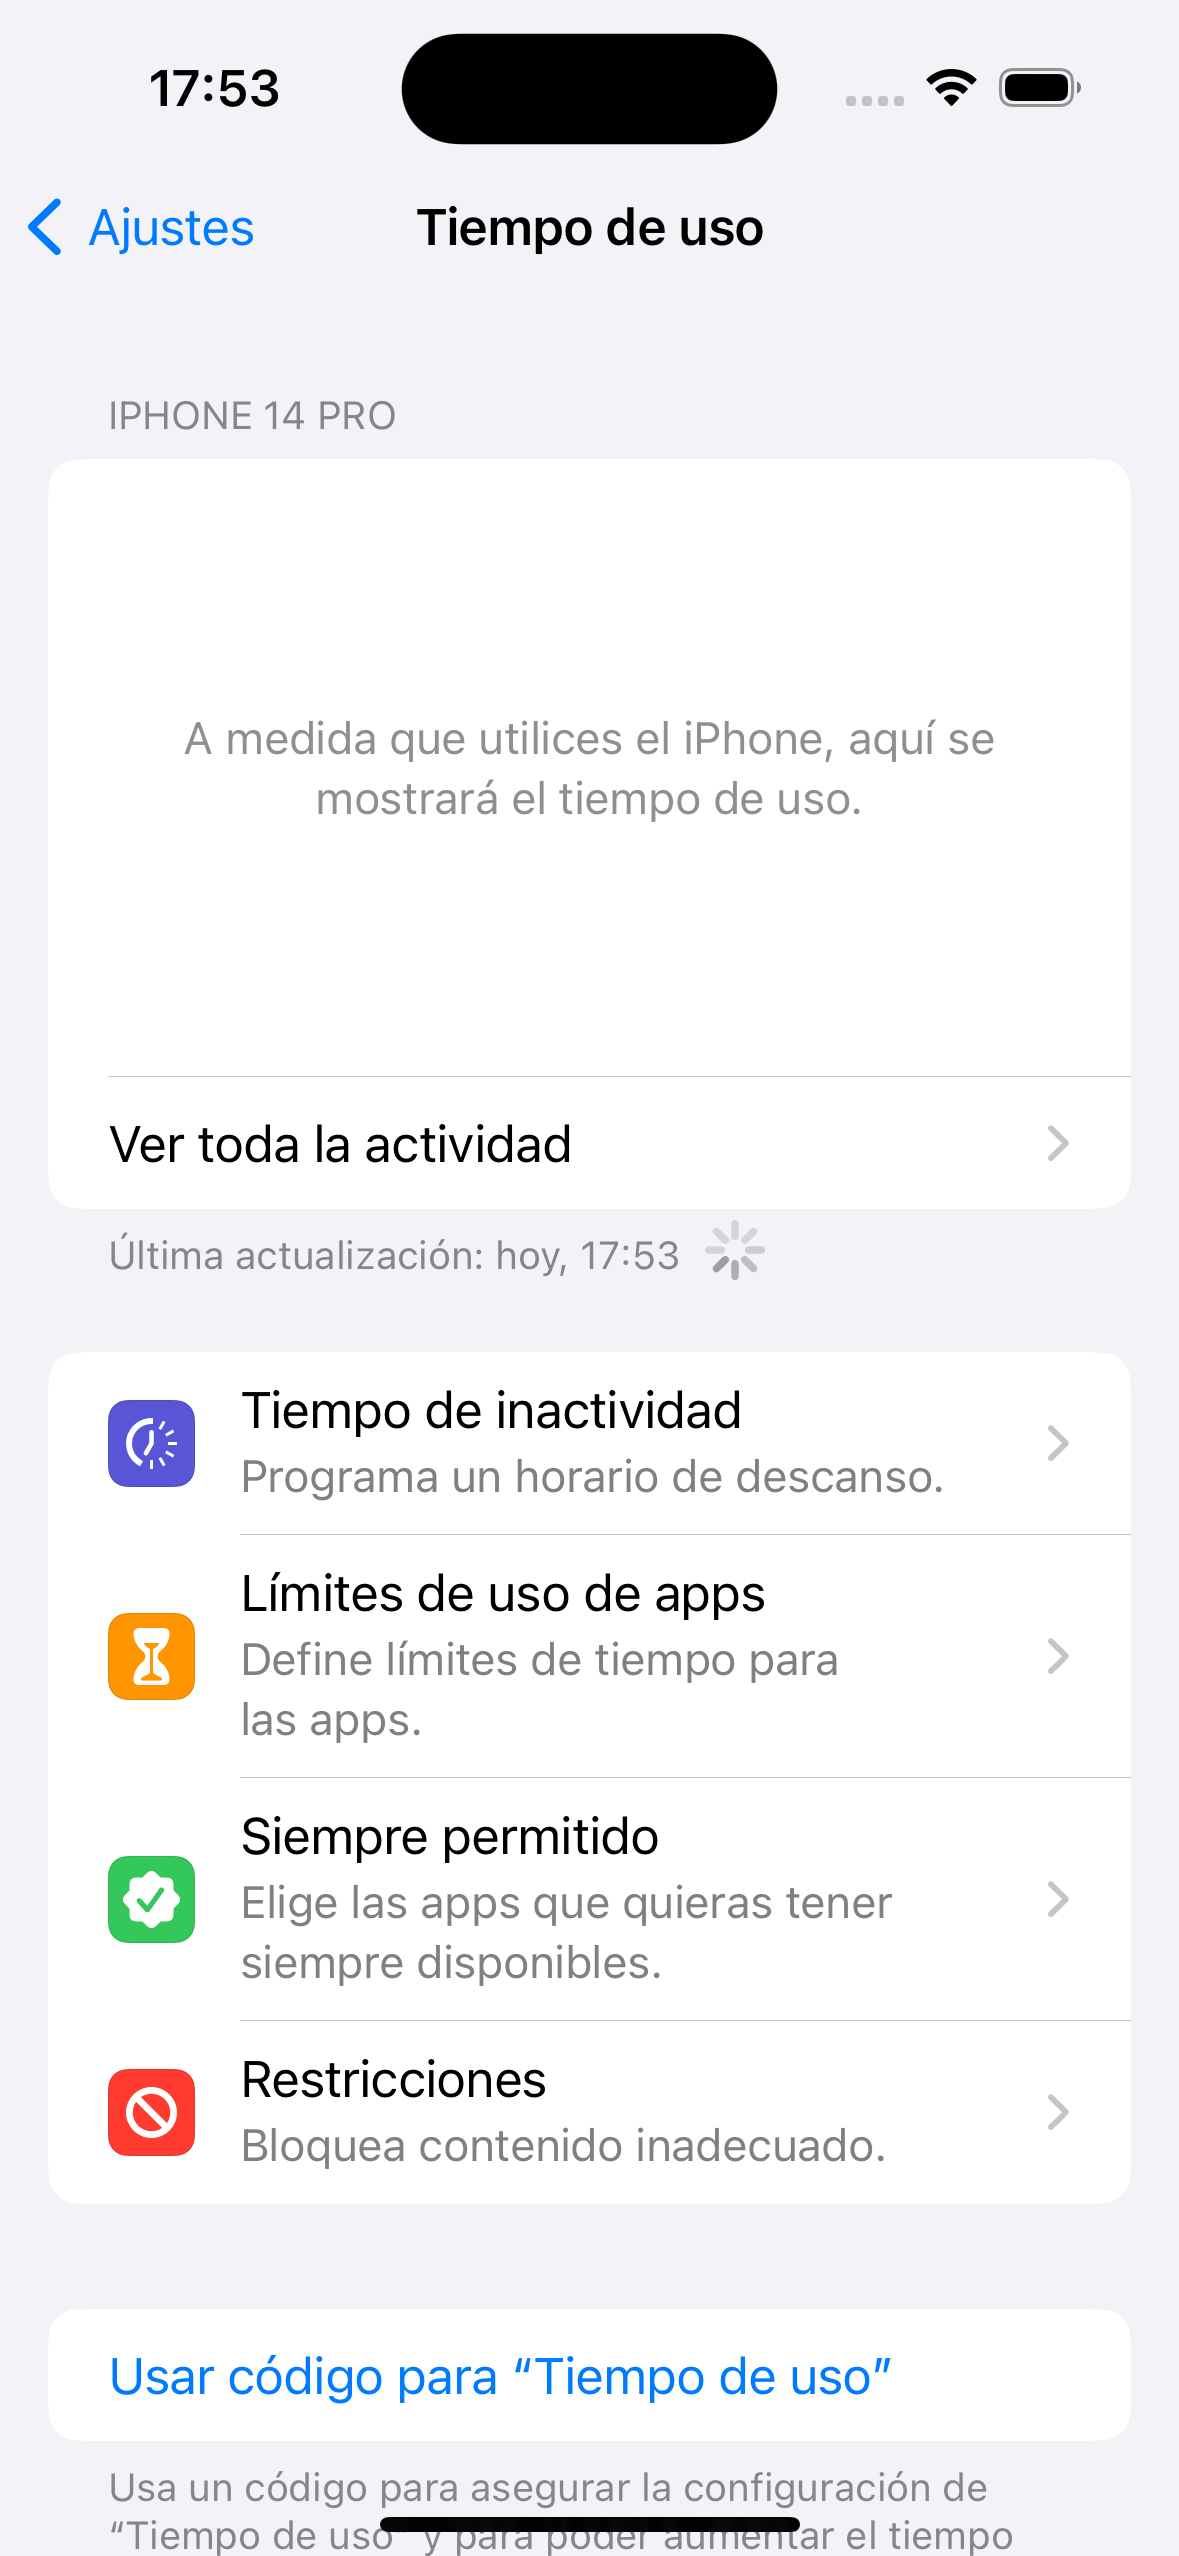 17:53
Ajustes
Tiempo de uso
IPHONE 14 PRO
A medida que utilices el iPhone, aquí se
mostrará el tiempo de uso.
Ver toda la actividad
Última actualización: hoy, 17:53
Tiempo de inactividad
Programa un horario de descanso.
Límites de uso de apps
Define límites de tiempo para
las apps.
Siempre permitido
Elige las apps que quieras tener
siempre disponibles.
Restricciones
Bloquea contenido inadecuado.
Usar código para “Tiempo de uso”
Usa un código para asegurar la configuración de
“Tiempo de uso” y para poder aumentar el tiempo